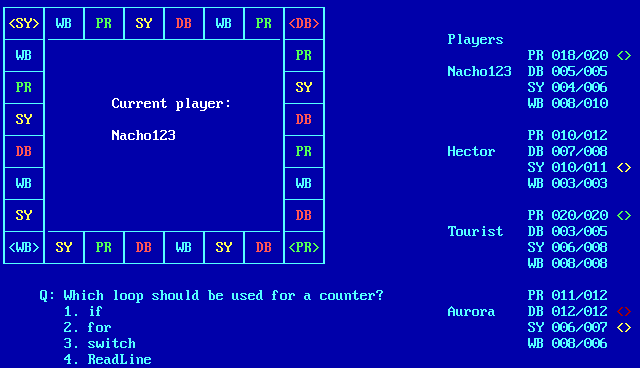 <SY> WB PR SY DB WB PR <DB>
WB PR
PR SY
SY DB
DB PR
WB WB
SY DB
<WB> SY PR DB WB SY DB <PR>
Current player:
Nacho123
Players
PR 018/020 <>
Nacho123 DB 005/005
SY 004/006
WB 008/010
PR 010/012
Hector DB 007/008
SY 010/011 <>
WB 003/003
PR 020/020 <>
Tourist DB 003/005
SY 006/008
WB 008/008
PR 011/012
Aurora DB 012/012 <>
SY 006/007 <>
WB 008/006
Q: Which loop should be used for a counter?
1. if
2. for
3. switch
4. ReadLine